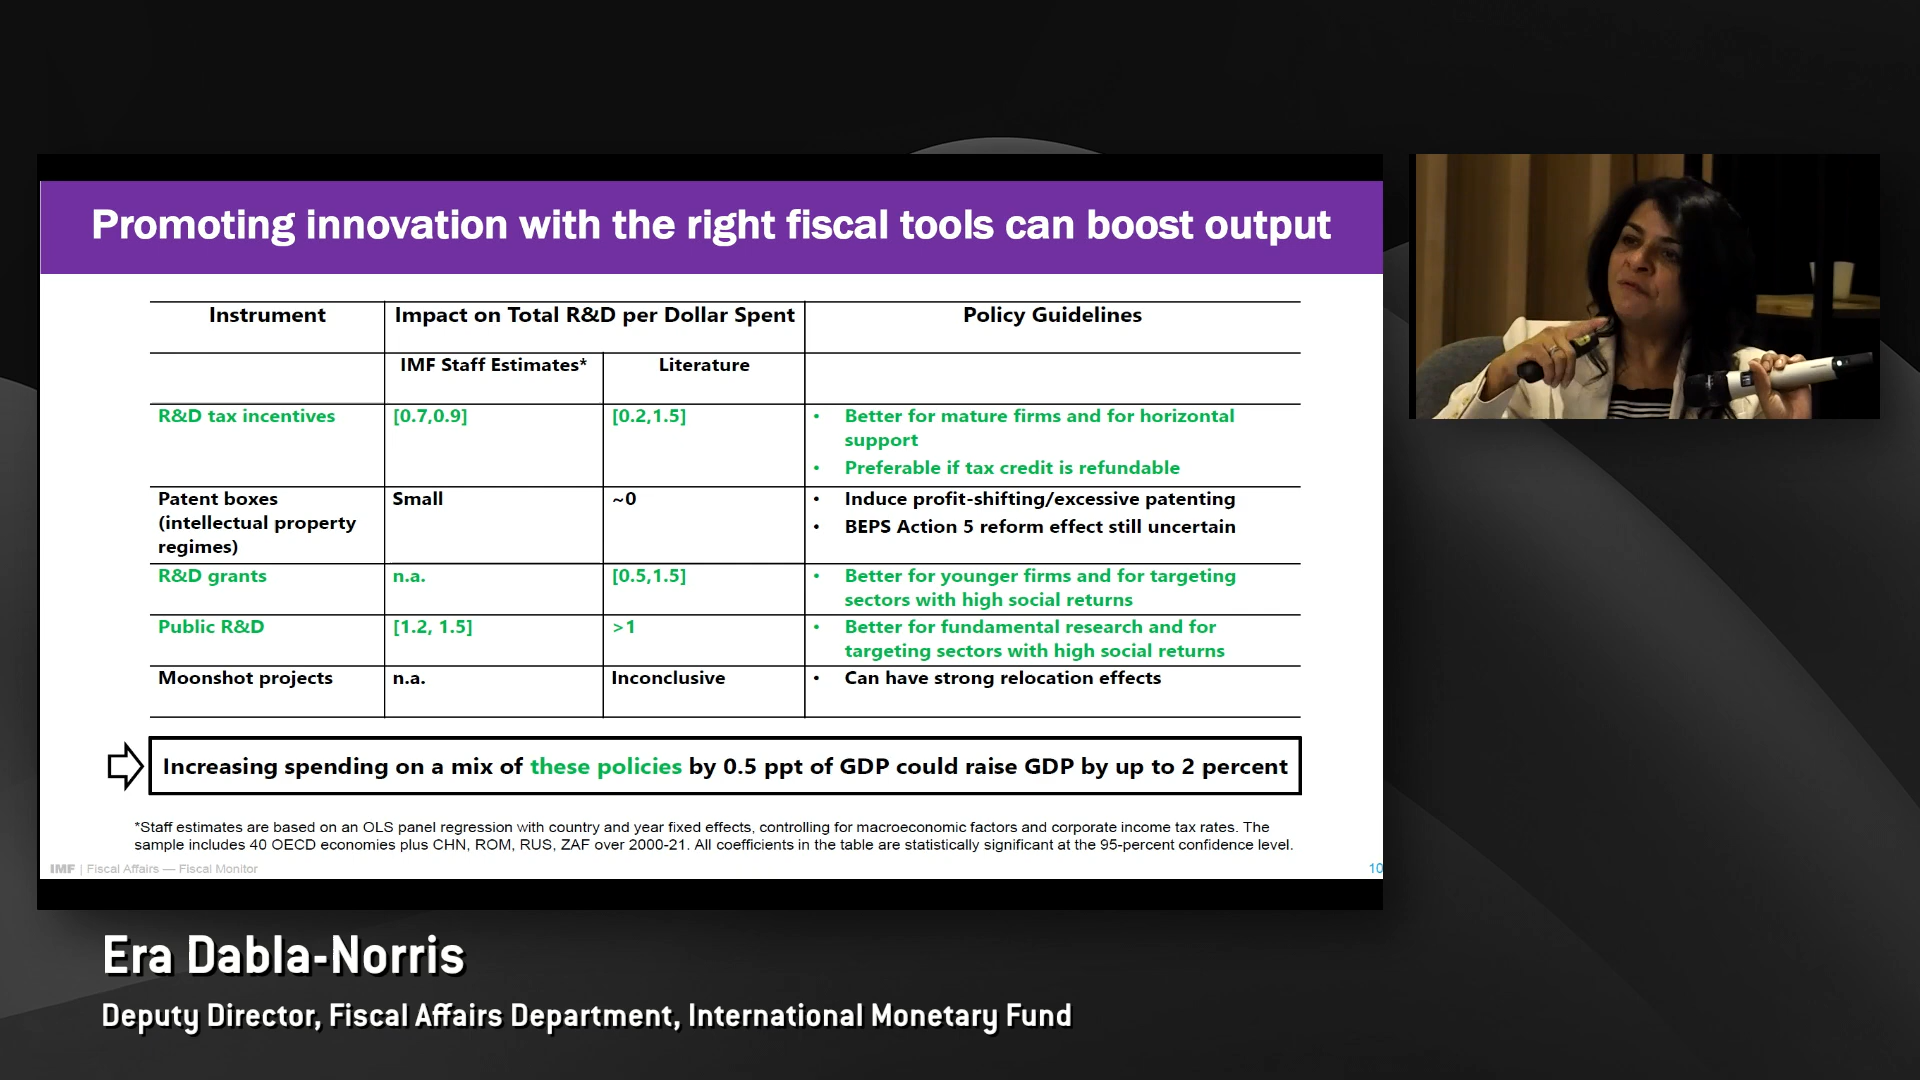 Promoting innovation with the right fiscal tools can boost output
Instrument
Impact on Total R&D per Dollar Spent
Policy Guidelines
IMF Staff Estimates*
Literature
R&D tax incentives
[0.7,0.9]
[0.2,1.5]
• Better for mature firms and for horizontal
support
• Preferable if tax credit is refundable
Patent boxes
(intellectual property
regimes)
Small
~0
• Induce profit-shifting/excessive patenting
• BEPS Action 5 reform effect still uncertain
R&D grants
n.a.
[0.5,1.5]
• Better for younger firms and for targeting
sectors with high social returns
Public R&D
[1.2, 1.5]
>1
• Better for fundamental research and for
targeting sectors with high social returns
Moonshot projects
n.a.
Inconclusive
• Can have strong relocation effects
Increasing spending on a mix of these policies by 0.5 ppt of GDP could raise GDP by up to 2 percent
*Staff estimates are based on an OLS panel regression with country and year fixed effects, controlling for macroeconomic factors and corporate income tax rates. The
sample includes 40 OECD economies plus CHN, ROM, RUS, ZAF over 2000-21. All coefficients in the table are statistically significant at the 95-percent confidence level.
IMF | Fiscal Affairs — Fiscal Monitor
10
Era Dabla-Norris
Deputy Director, Fiscal Affairs Department, International Monetary Fund